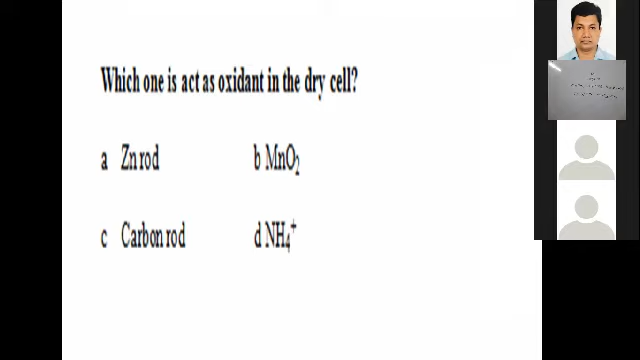 Which one is act as oxidant in the dry cell?
a Zn rod b MnO₂
c Carbon rod d NH₄⁺